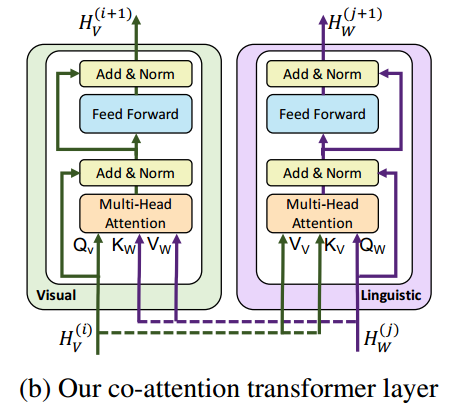 H_V^(i+1) H_W^(j+1)
Add & Norm Add & Norm
Feed Forward Feed Forward
Add & Norm Add & Norm
Multi-Head Attention Multi-Head Attention
Q_v K_W V_W V_V K_V Q_W
Visual Linguistic
H_V^(i) H_W^(j)
(b) Our co-attention transformer layer